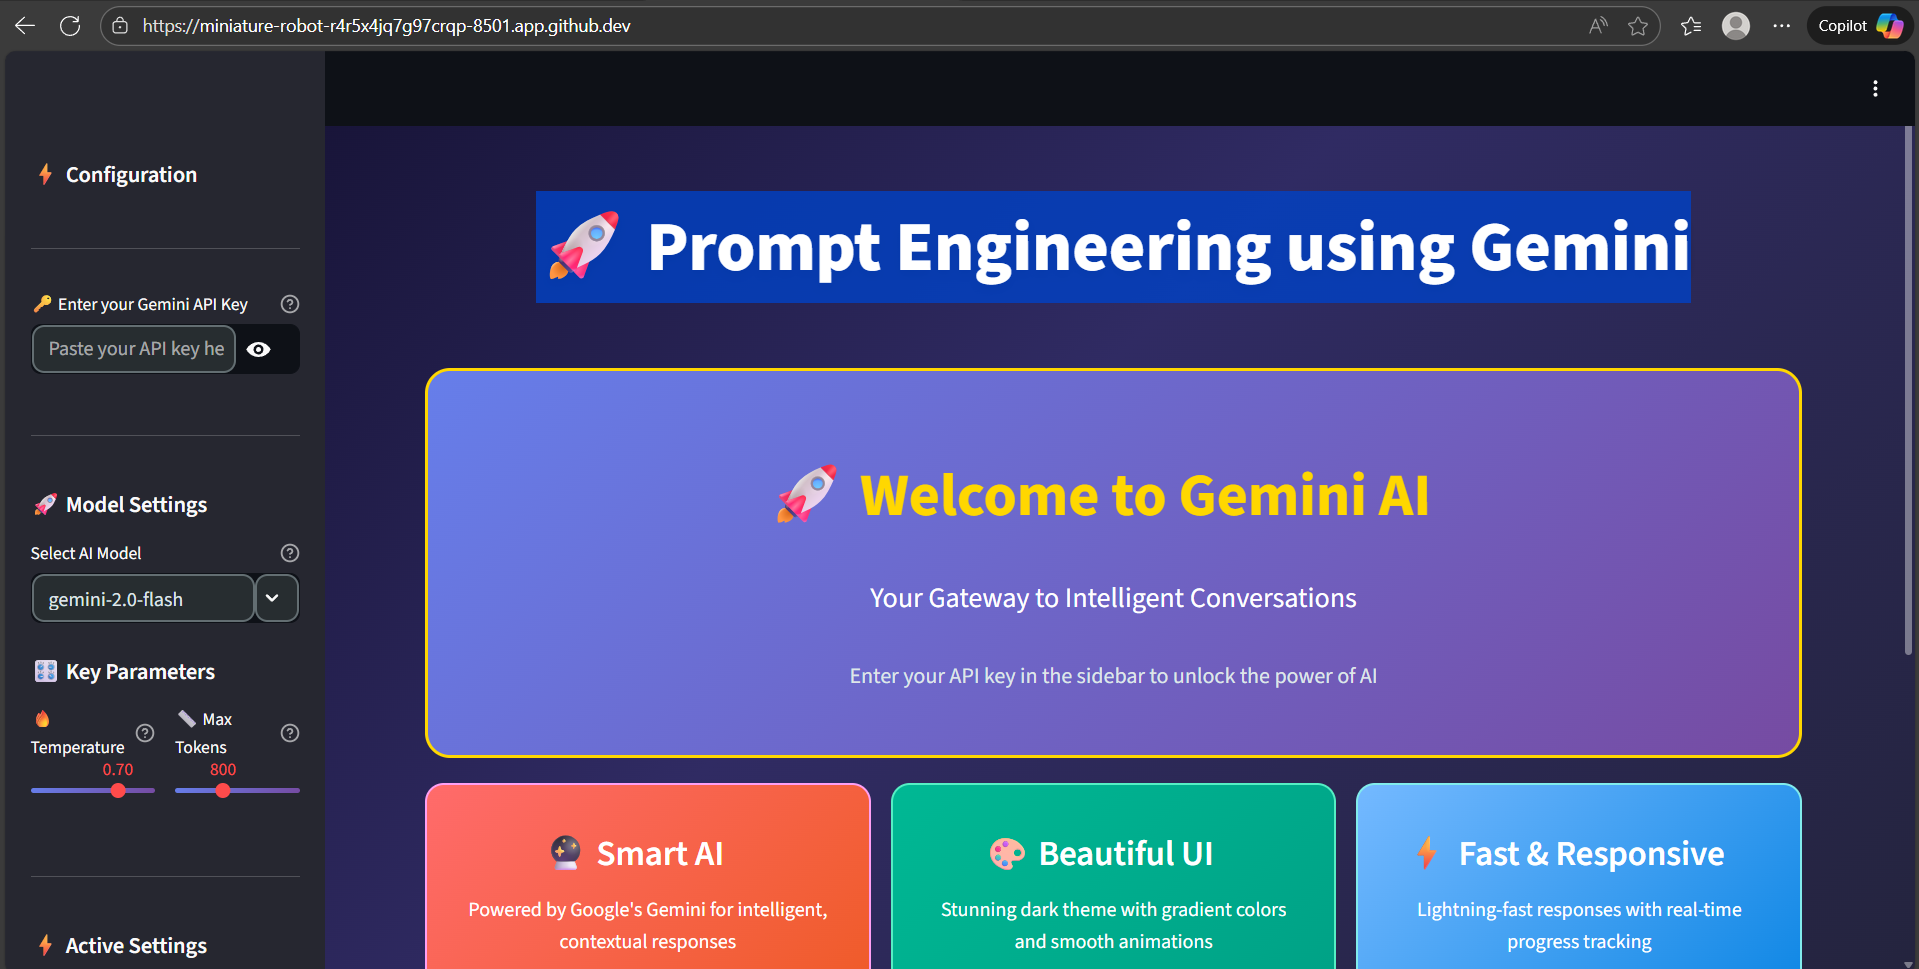 https://miniature-robot-r4r5x4jq7g97crqp-8501.app.github.dev
Copilot
⚡ Configuration
🔑 Enter your Gemini API Key
Paste your API key he
🚀 Model Settings
Select AI Model
gemini-2.0-flash
🎛️ Key Parameters
🔥
Temperature
0.70
📏 Max
Tokens
800
⚡ Active Settings
🚀 Prompt Engineering using Gemini
🚀 Welcome to Gemini AI
Your Gateway to Intelligent Conversations
Enter your API key in the sidebar to unlock the power of AI
🔮 Smart AI
Powered by Google's Gemini for intelligent,
contextual responses
🎨 Beautiful UI
Stunning dark theme with gradient colors
and smooth animations
⚡ Fast & Responsive
Lightning-fast responses with real-time
progress tracking